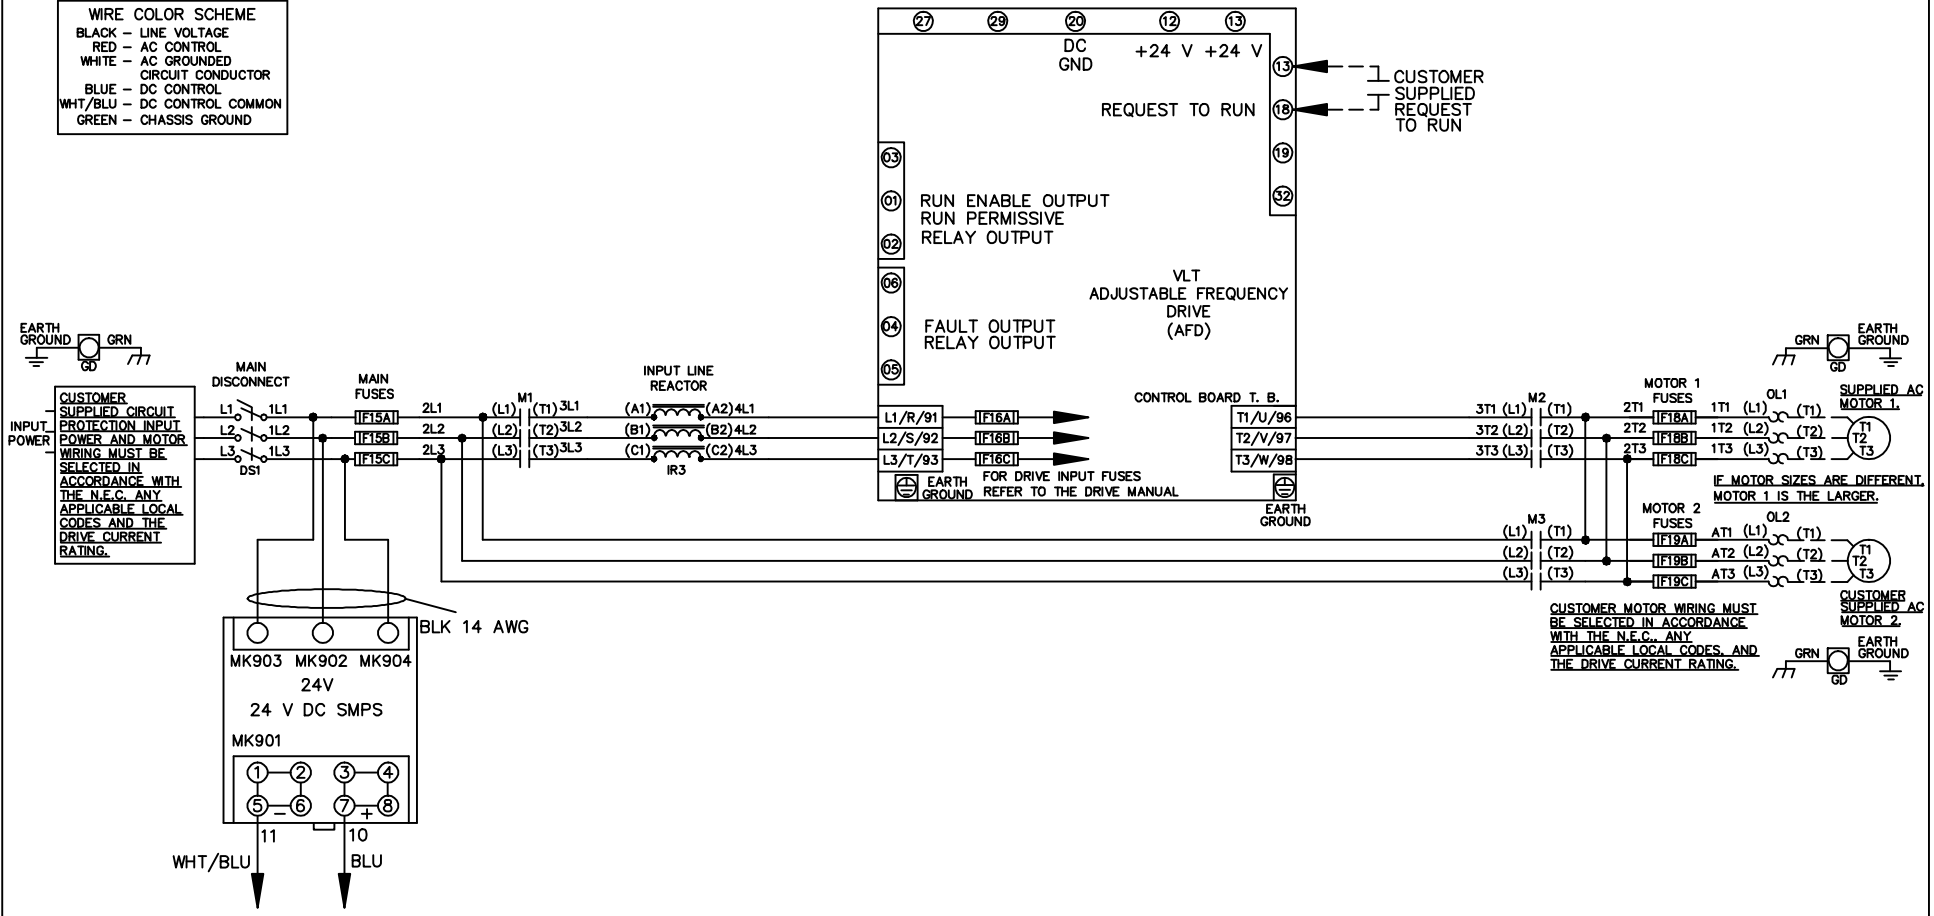 WIRE COLOR SCHEME
BLACK – LINE VOLTAGE
RED – AC CONTROL
WHITE – AC GROUNDED
CIRCUIT CONDUCTOR
BLUE – DC CONTROL
WHT/BLU – DC CONTROL COMMON
GREEN – CHASSIS GROUND
27 29 20 12 13
DC
GND
+24 V +24 V
13
REQUEST TO RUN 18
19
32
CUSTOMER
SUPPLIED
REQUEST
TO RUN
03
01
02
RUN ENABLE OUTPUT
RUN PERMISSIVE
RELAY OUTPUT
06
04
05
FAULT OUTPUT
RELAY OUTPUT
VLT
ADJUSTABLE FREQUENCY
DRIVE
(AFD)
CONTROL BOARD T. B.
EARTH
GROUND
GRN
GD
INPUT
POWER
CUSTOMER
SUPPLIED CIRCUIT
PROTECTION INPUT
POWER AND MOTOR
WIRING MUST BE
SELECTED IN
ACCORDANCE WITH
THE N.E.C. ANY
APPLICABLE LOCAL
CODES AND THE
DRIVE CURRENT
RATING.
MAIN
DISCONNECT
L1 1L1
L2 1L2
L3 1L3
DS1
MAIN
FUSES
F15A
F15B
F15C
2L1
2L2
2L3
M1
(L1) (T1) 3L1
(L2) (T2) 3L2
(L3) (T3) 3L3
INPUT LINE
REACTOR
(A1) (A2) 4L1
(B1) (B2) 4L2
(C1) (C2) 4L3
IR3
L1/R/91 F16A
L2/S/92 F16B
L3/T/93 F16C
EARTH
GROUND
FOR DRIVE INPUT FUSES
REFER TO THE DRIVE MANUAL
T1/U/96
T2/V/97
T3/W/98
EARTH
GROUND
M2
3T1 (L1) (T1)
3T2 (L2) (T2)
3T3 (L3) (T3)
MOTOR 1
FUSES
2T1 F18A 1T1 (L1) (T1)
2T2 F18B 1T2 (L2) (T2)
2T3 F18C 1T3 (L3) (T3)
OL1
GRN
GD
EARTH
GROUND
SUPPLIED AC
MOTOR 1.
T1
T2
T3
IF MOTOR SIZES ARE DIFFERENT,
MOTOR 1 IS THE LARGER.
M3
(L1) (T1)
(L2) (T2)
(L3) (T3)
MOTOR 2
FUSES
F19A AT1 (L1) (T1)
F19B AT2 (L2) (T2)
F19C AT3 (L3) (T3)
OL2
T1
T2
T3
CUSTOMER
SUPPLIED AC
MOTOR 2.
CUSTOMER MOTOR WIRING MUST
BE SELECTED IN ACCORDANCE
WITH THE N.E.C., ANY
APPLICABLE LOCAL CODES, AND
THE DRIVE CURRENT RATING.
GRN
GD
EARTH
GROUND
BLK 14 AWG
MK903 MK902 MK904
24V
24 V DC SMPS
MK901
1 2 3 4
5 – 6 7 + 8
11 10
WHT/BLU BLU